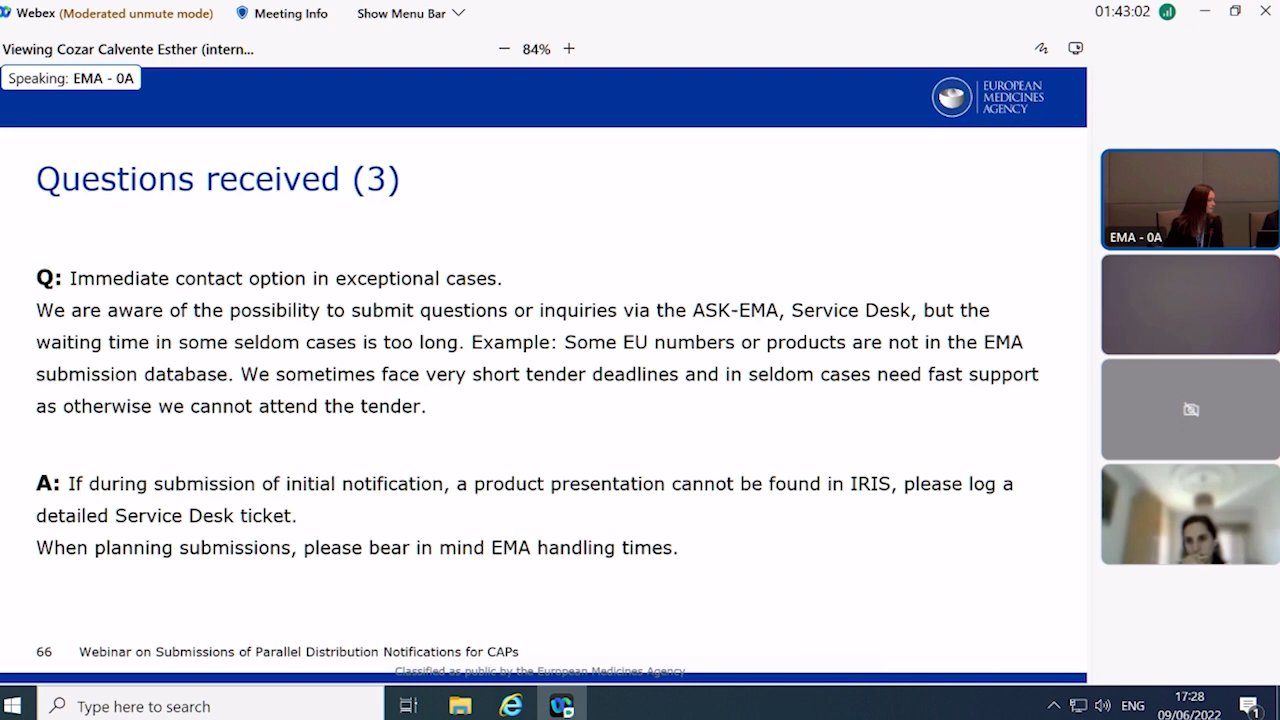 Webex (Moderated unmute mode) Meeting Info Show Menu Bar 01:43:02
Viewing Cozar Calvente Esther (intern... 84%
Speaking: EMA - 0A
EUROPEAN
MEDICINES
AGENCY
Questions received (3)
EMA - 0A
Q: Immediate contact option in exceptional cases.
We are aware of the possibility to submit questions or inquiries via the ASK-EMA, Service Desk, but the
waiting time in some seldom cases is too long. Example: Some EU numbers or products are not in the EMA
submission database. We sometimes face very short tender deadlines and in seldom cases need fast support
as otherwise we cannot attend the tender.
A: If during submission of initial notification, a product presentation cannot be found in IRIS, please log a
detailed Service Desk ticket.
When planning submissions, please bear in mind EMA handling times.
66 Webinar on Submissions of Parallel Distribution Notifications for CAPs
Classified as public by the European Medicines Agency
Type here to search ENG 17:28
09/06/2022 1